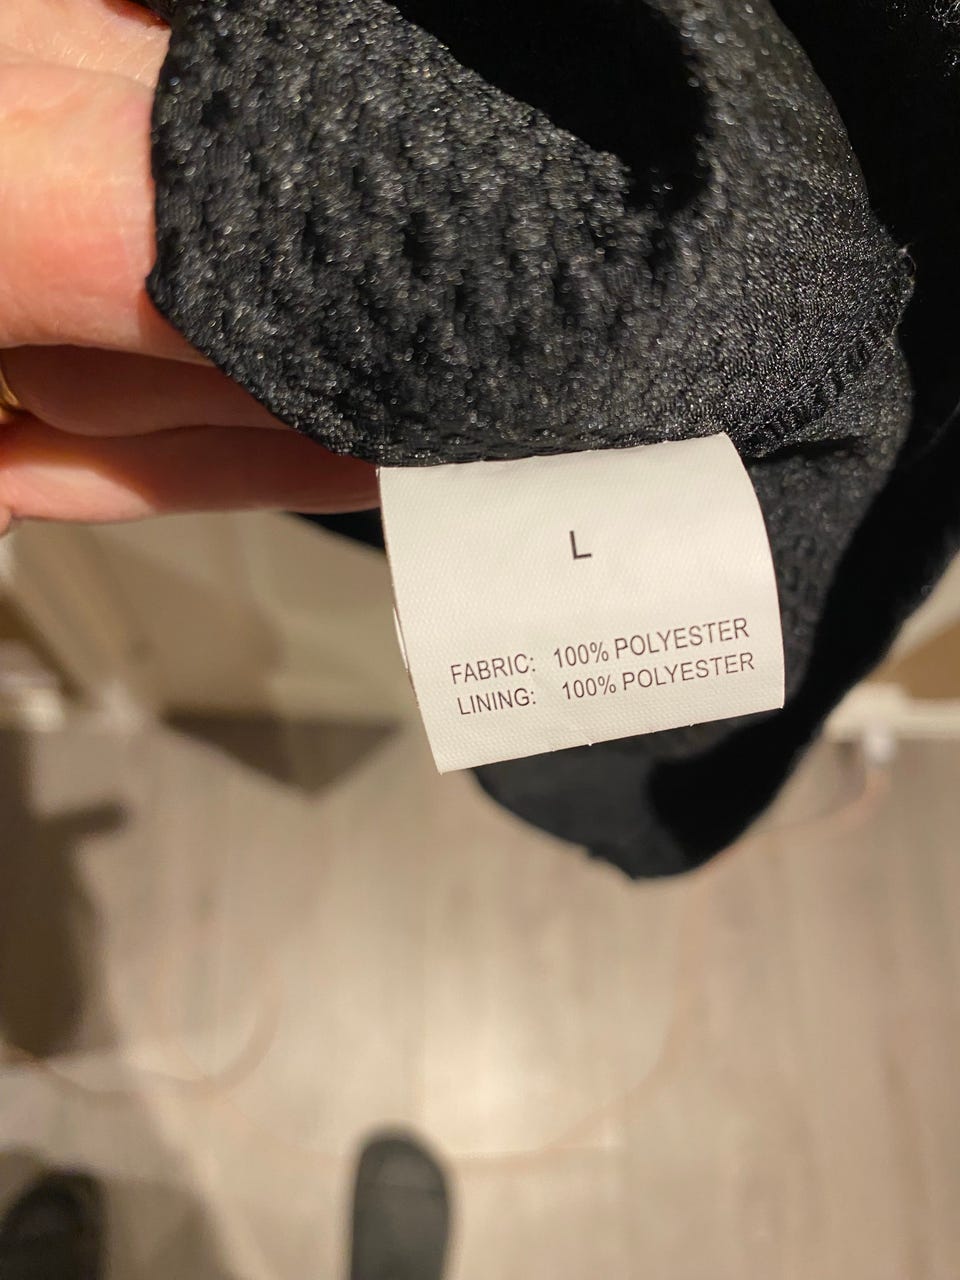 L
FABRIC: 100% POLYESTER
LINING: 100% POLYESTER